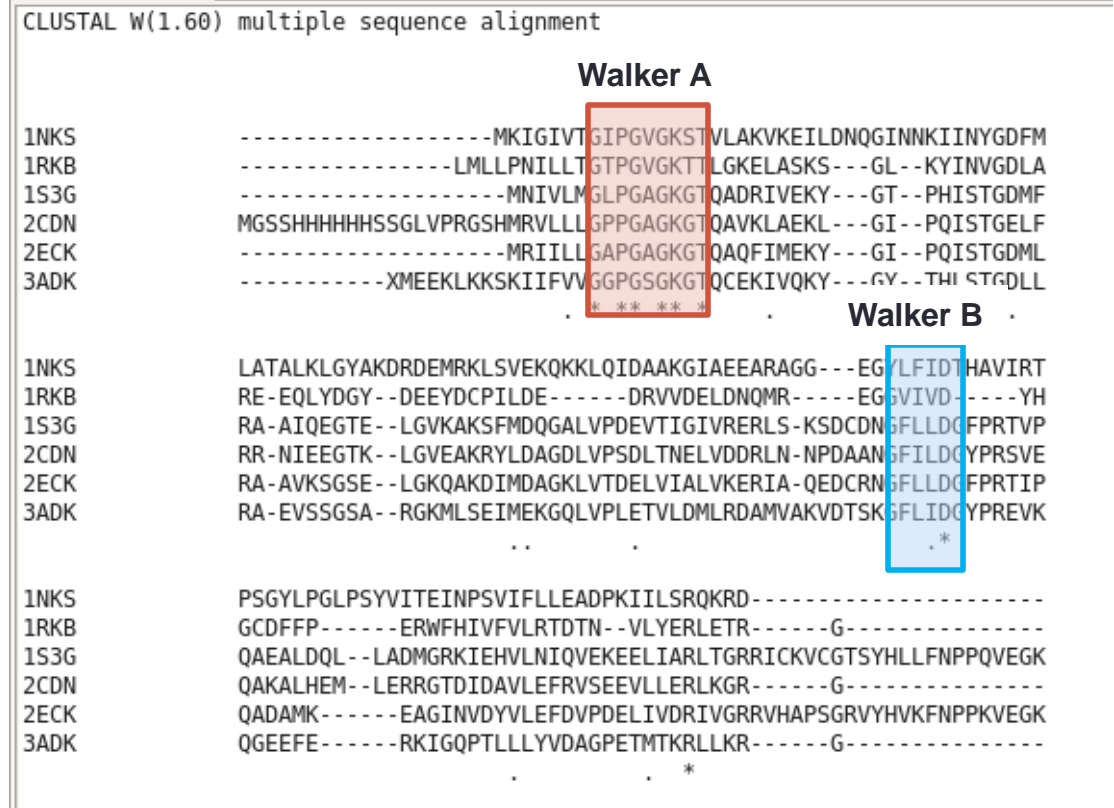 CLUSTAL W(1.60) multiple sequence alignment
Walker A
1NKS -------------------MKIGIVTGIPGVGKSTVLAKVKEILDNQGINNKIINYGDFM
1RKB ----------------LMLLPNILLTGTPGVGKTTLGKELASKS---GL--KYINVGDLA
1S3G --------------------MNIVLMGLPGAGKGTQADRIVEKY---GT--PHISTGDMF
2CDN MGSSHHHHHHSSGLVPRGSHMRVLLLGPPGAGKGTQAVKLAEKL---GI--PQISTGELF
2ECK --------------------MRIILLGAPGAGKGTQAQFIMEKY---GI--PQISTGDML
3ADK -----------XMEEKLKKSKIIFVVGGPGSGKGTQCEKIVQKY---GY--THLSTGDLL
. * ** ** * . .
Walker B
1NKS LATALKLGYAKDRDEMRKLSVEKQKKLQIDAAKGIAEEARAGG---EGYLFIDTHAVIRT
1RKB RE-EQLYDGY--DEEYDCPILDE------DRVVDELDNQMR-----EGGVIVD-----YH
1S3G RA-AIQEGTE--LGVKAKSFMDQGALVPDEVTIGIVRERLS-KSDCDNGFLLDGFPRTVP
2CDN RR-NIEEGTK--LGVEAKRYLDAGDLVPSDLTNELVDDRLN-NPDAANGFILDGYPRSVE
2ECK RA-AVKSGSE--LGKQAKDIMDAGKLVTDELVIALVKERIA-QEDCRNGFLLDGFPRTIP
3ADK RA-EVSSGSA--RGKMLSEIMEKGQLVPLETVLDMLRDAMVAKVDTSKGFLIDGYPREVK
.. . .*
1NKS PSGYLPGLPSYVITEINPSVIFLLEADPKIILSRQKRD----------------------
1RKB GCDFFP------ERWFHIVFVLRTDTN--VLYERLETR------G---------------
1S3G QAEALDQL--LADMGRKIEHVLNIQVEKEELIARLTGRRICKVCGTSYHLLFNPPQVEGK
2CDN QAKALHEM--LERRGTDIDAVLEFRVSEEVLLERLKGR------G---------------
2ECK QADAMK------EAGINVDYVLEFDVPDELIVDRIVGRRVHAPSGRVYHVKFNPPKVEGK
3ADK QGEEFE------RKIGQPTLLLYVDAGPETMTKRLLKR------G---------------
. . *